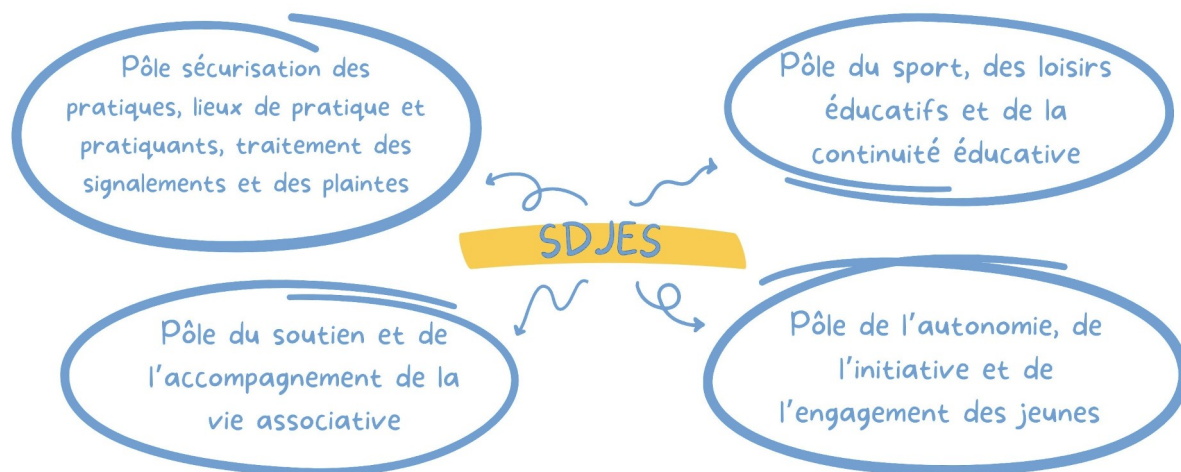 Pôle sécurisation des
pratiques, lieux de pratique et
pratiquants, traitement des
signalements et des plaintes
Pôle du sport, des loisirs
éducatifs et de la
continuité éducative
SDJES
Pôle du soutien et de
l'accompagnement de la
vie associative
Pôle de l'autonomie, de
l'initiative et de
l'engagement des jeunes